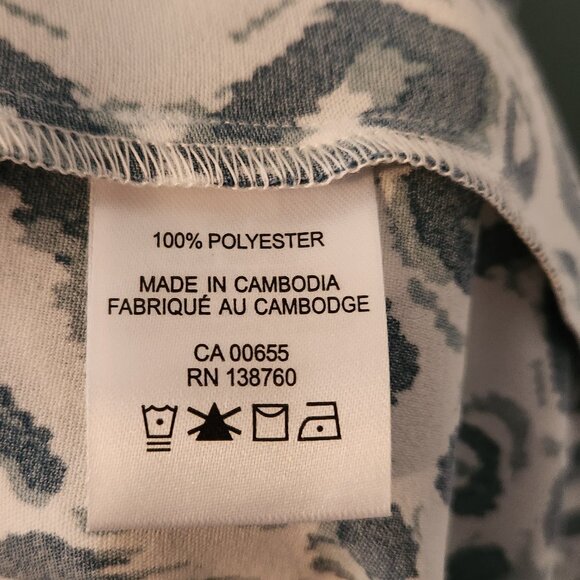 100% POLYESTER
MADE IN CAMBODIA
FABRIQUÉ AU CAMBODGE
CA 00655
RN 138760